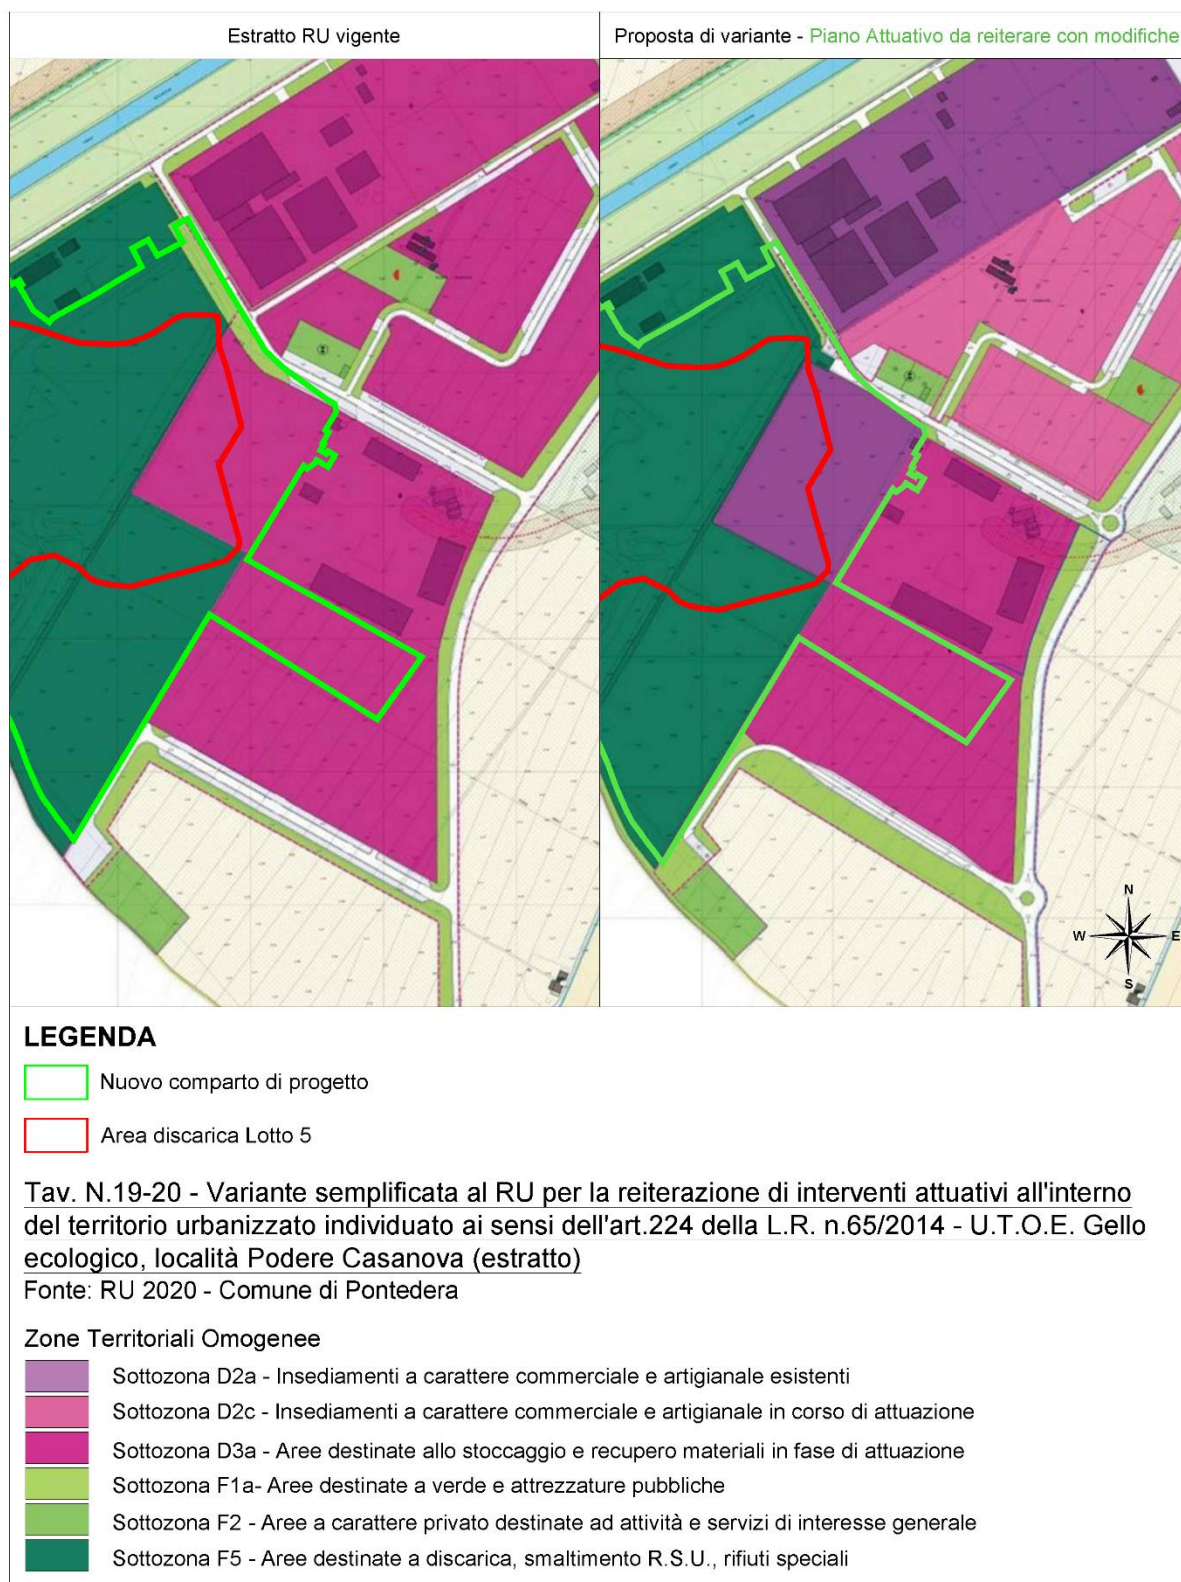 Estratto RU vigente
Proposta di variante - Piano Attuativo da reiterare con modifiche
N
W
E
S
LEGENDA
Nuovo comparto di progetto
Area discarica Lotto 5
Tav. N.19-20 - Variante semplificata al RU per la reiterazione di interventi attuativi all'interno
del territorio urbanizzato individuato ai sensi dell'art.224 della L.R. n.65/2014 - U.T.O.E. Gello
ecologico, località Podere Casanova (estratto)
Fonte: RU 2020 - Comune di Pontedera
Zone Territoriali Omogenee
Sottozona D2a - Insediamenti a carattere commerciale e artigianale esistenti
Sottozona D2c - Insediamenti a carattere commerciale e artigianale in corso di attuazione
Sottozona D3a - Aree destinate allo stoccaggio e recupero materiali in fase di attuazione
Sottozona F1a- Aree destinate a verde e attrezzature pubbliche
Sottozona F2 - Aree a carattere privato destinate ad attività e servizi di interesse generale
Sottozona F5 - Aree destinate a discarica, smaltimento R.S.U., rifiuti speciali